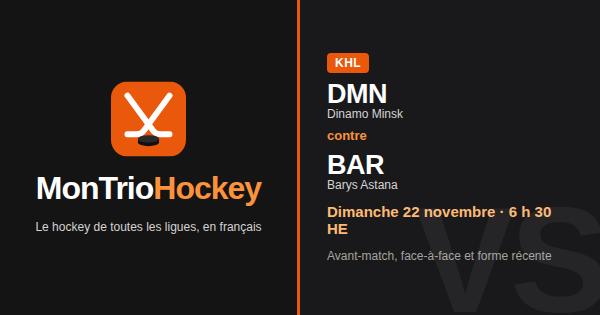 MonTrioHockey
Le hockey de toutes les ligues, en français
KHL
DMN
Dinamo Minsk
contre
BAR
Barys Astana
Dimanche 22 novembre · 6 h 30
HE
Avant-match, face-à-face et forme récente
VS